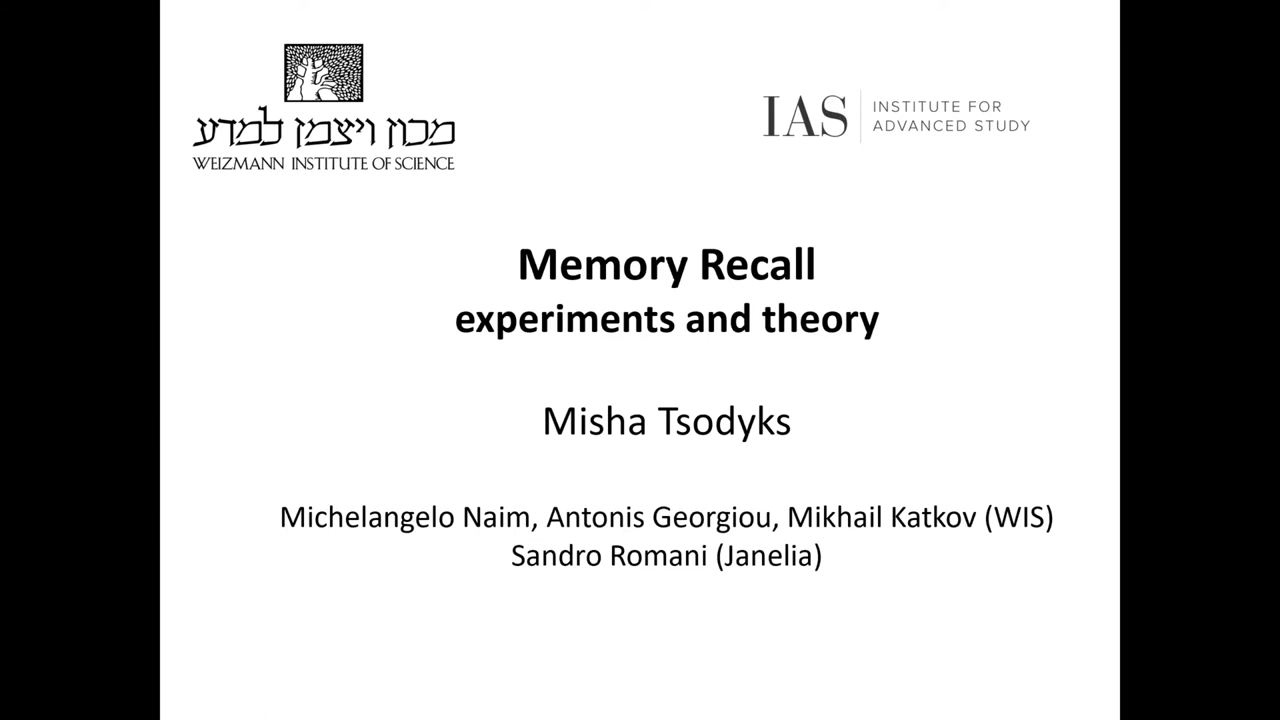 מכון ויצמן למדע
WEIZMANN INSTITUTE OF SCIENCE
IAS
INSTITUTE FOR
ADVANCED STUDY
Memory Recall
experiments and theory
Misha Tsodyks
Michelangelo Naim, Antonis Georgiou, Mikhail Katkov (WIS)
Sandro Romani (Janelia)